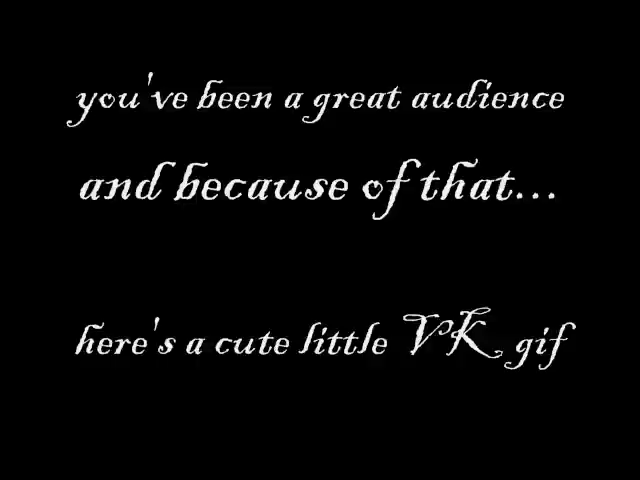 you've been a great audience
and because of that...
here's a cute little VK gif